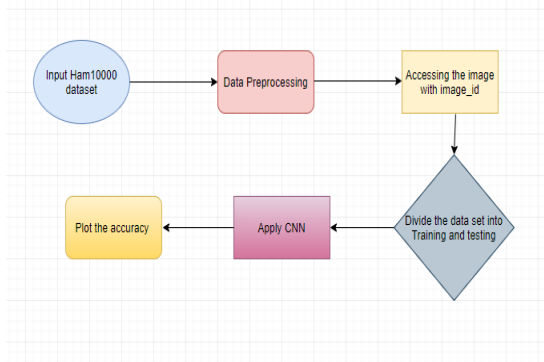 Input Ham10000
dataset
Data Preprocessing
Accessing the image
with image_id
Divide the data set into
Training and testing
Apply CNN
Plot the accuracy